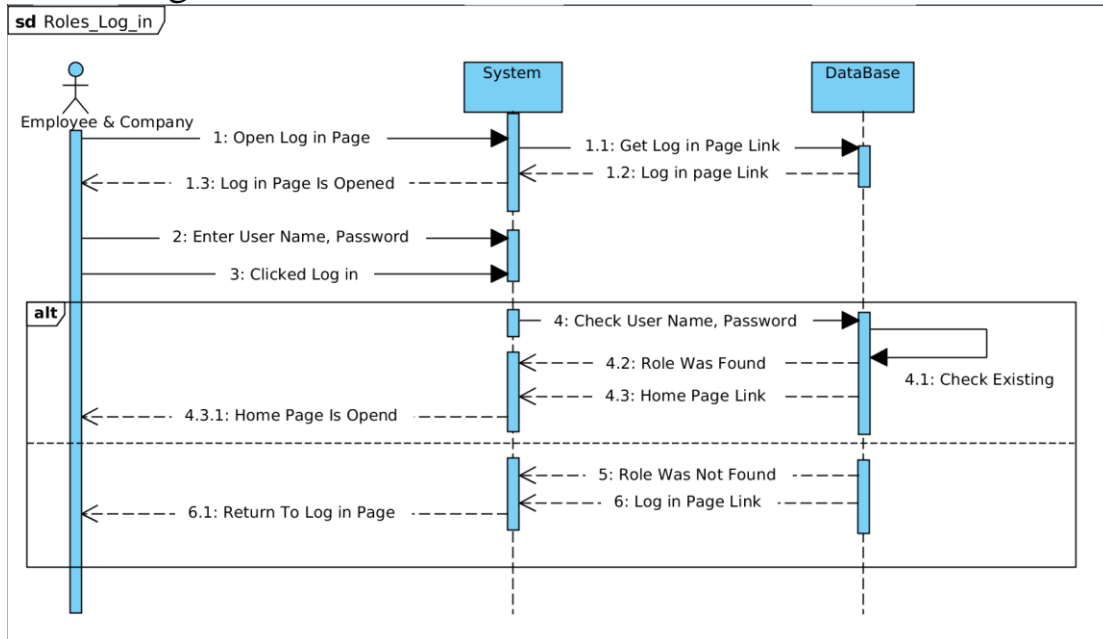 sd Roles_Log_in
System
DataBase
Employee & Company
1: Open Log in Page
1.1: Get Log in Page Link
1.2: Log in page Link
1.3: Log in Page Is Opened
2: Enter User Name, Password
3: Clicked Log in
alt
4: Check User Name, Password
4.2: Role Was Found
4.1: Check Existing
4.3: Home Page Link
4.3.1: Home Page Is Opend
5: Role Was Not Found
6: Log in Page Link
6.1: Return To Log in Page